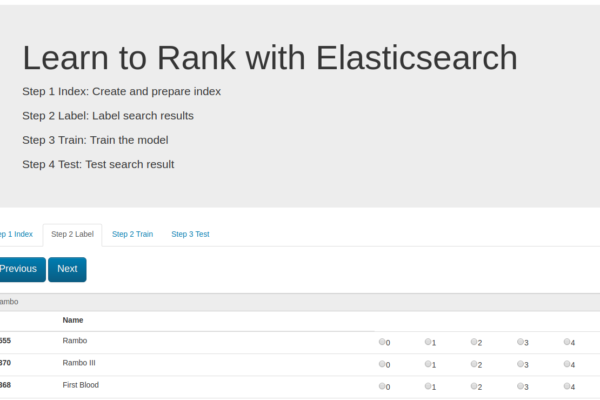 Learn to Rank with Elasticsearch
Step 1 Index: Create and prepare index
Step 2 Label: Label search results
Step 3 Train: Train the model
Step 4 Test: Test search result
ep 1 Index Step 2 Label Step 2 Train Step 3 Test
Previous Next
ambo
Name
555 Rambo 0 1 2 3 4
370 Rambo III 0 1 2 3 4
368 First Blood 0 1 2 3 4